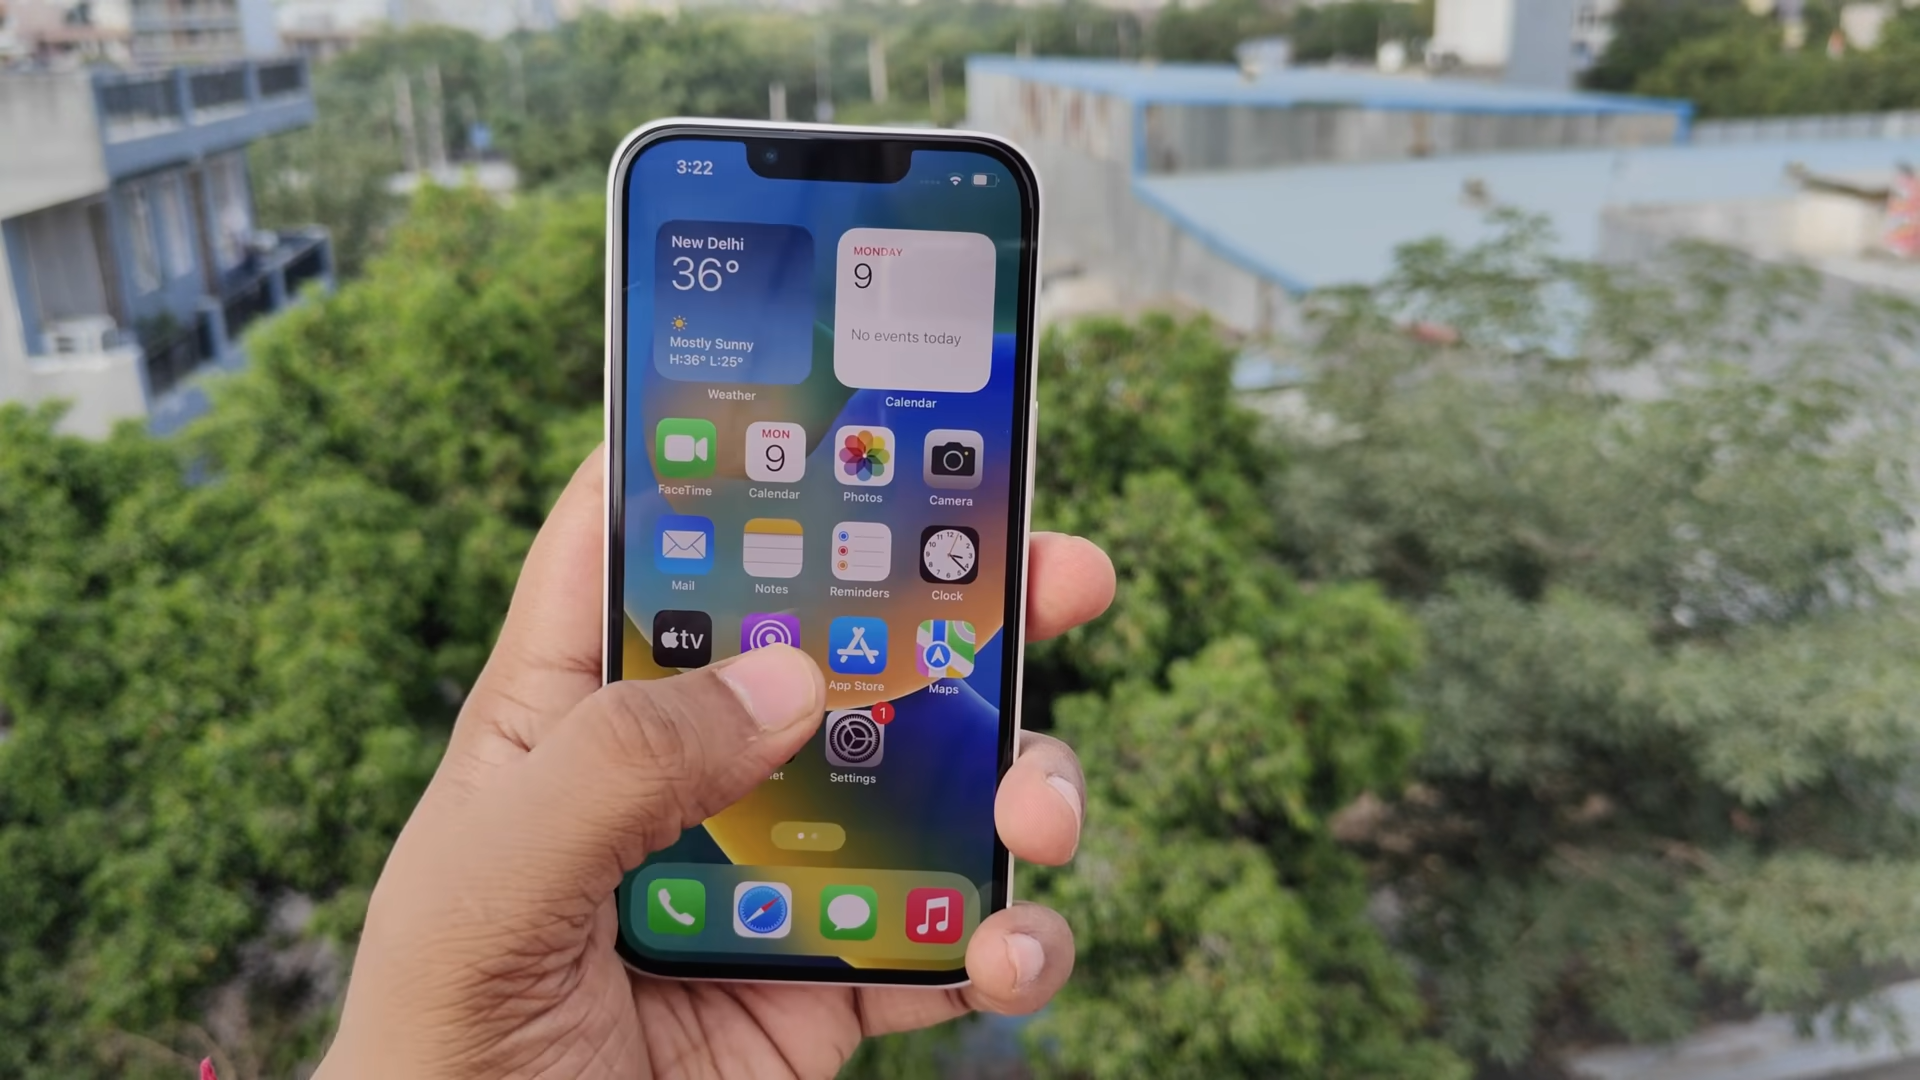 3:22
New Delhi
36°
Mostly Sunny
H:36° L:25°
Weather
MONDAY
9
No events today
Calendar
FaceTime
MON
9
Calendar
Photos
Camera
Mail
Notes
Reminders
Clock
tv
App Store
Maps
1
Settings